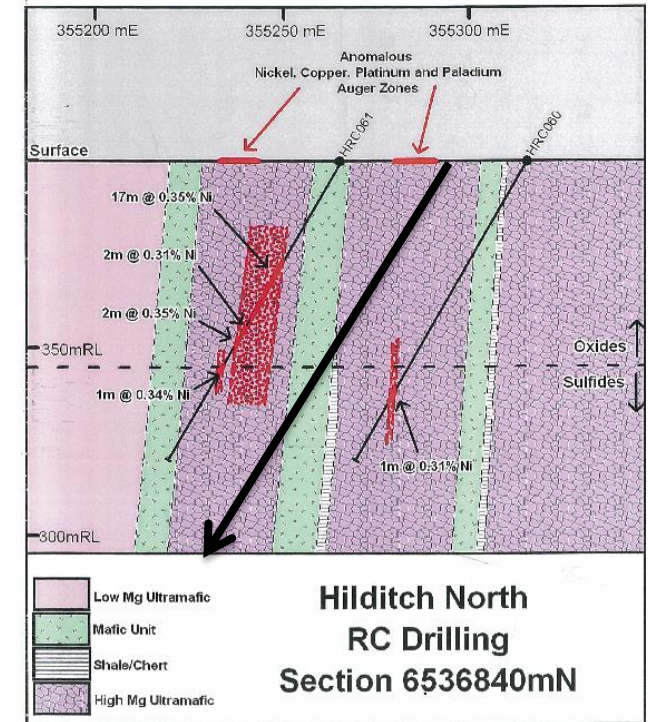 355200 mE
355250 mE
355300 mE
Anomalous
Nickel, Copper, Platinum and Paladium
Auger Zones
HRC061
HRC060
Surface
17m @ 0.35% Ni
2m @ 0.31% Ni
2m @ 0.35% Ni
350mRL
Oxides
Sulfides
1m @ 0.34% Ni
1m @ 0.31% Ni
300mRL
Low Mg Ultramafic
Mafic Unit
Shale/Chert
High Mg Ultramafic
Hilditch North
RC Drilling
Section 6536840mN